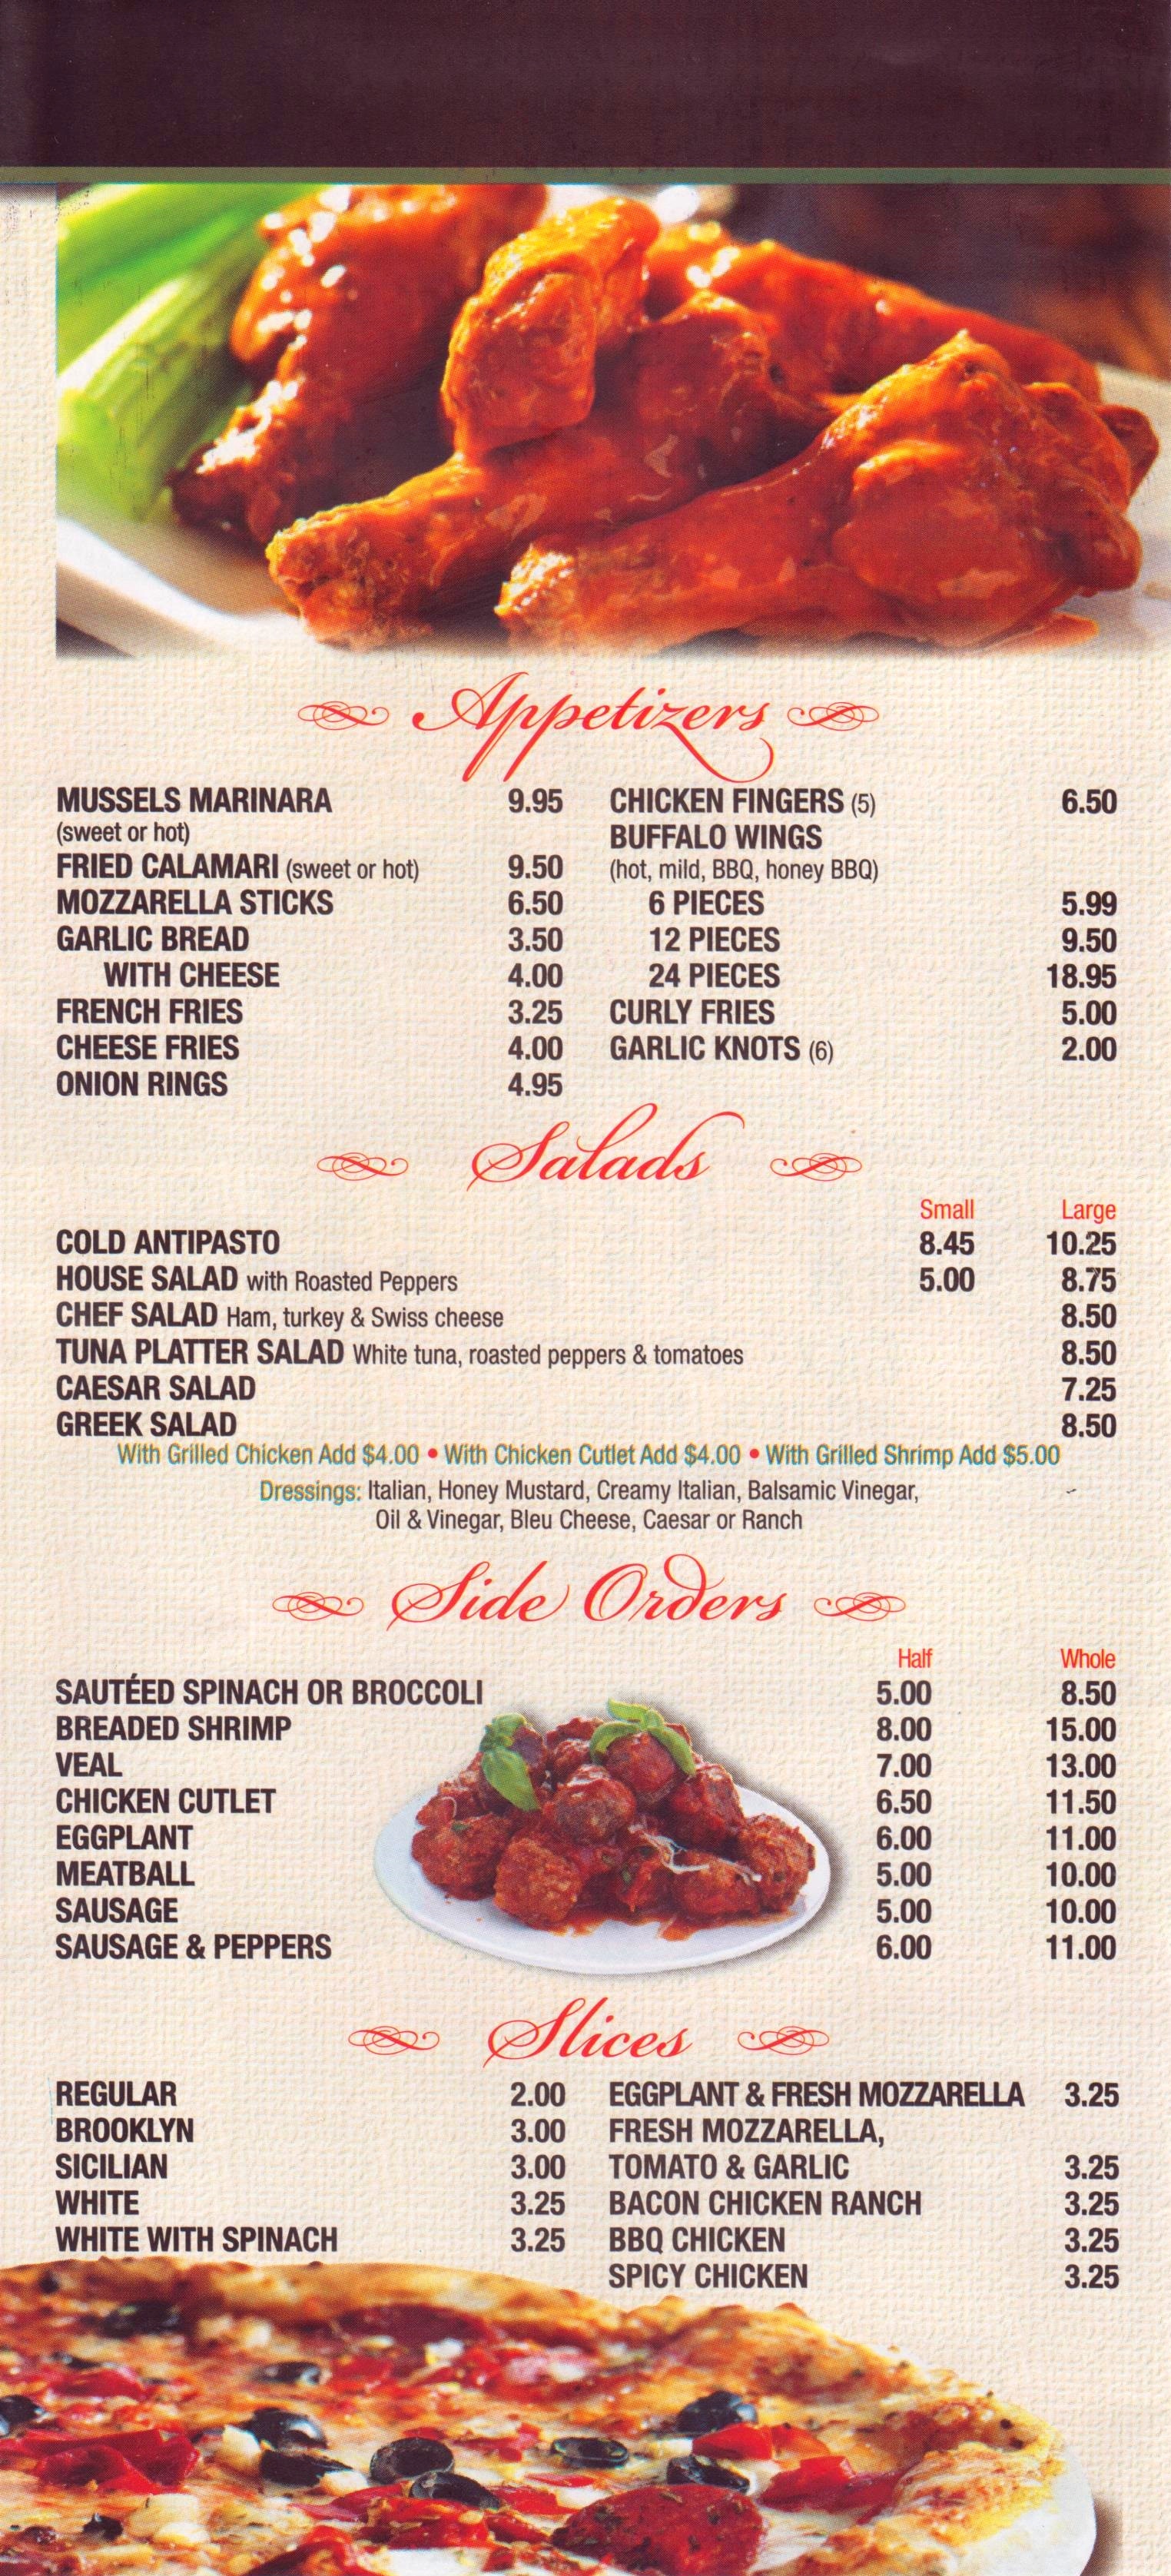 Appetizers
MUSSELS MARINARA 9.95
(sweet or hot)
FRIED CALAMARI (sweet or hot) 9.50
MOZZARELLA STICKS 6.50
GARLIC BREAD 3.50
WITH CHEESE 4.00
FRENCH FRIES 3.25
CHEESE FRIES 4.00
ONION RINGS 4.95
CHICKEN FINGERS (5) 6.50
BUFFALO WINGS
(hot, mild, BBQ, honey BBQ)
6 PIECES 5.99
12 PIECES 9.50
24 PIECES 18.95
CURLY FRIES 5.00
GARLIC KNOTS (6) 2.00
Salads
Small Large
COLD ANTIPASTO 8.45 10.25
HOUSE SALAD with Roasted Peppers 5.00 8.75
CHEF SALAD Ham, turkey & Swiss cheese 8.50
TUNA PLATTER SALAD White tuna, roasted peppers & tomatoes 8.50
CAESAR SALAD 7.25
GREEK SALAD 8.50
With Grilled Chicken Add $4.00 • With Chicken Cutlet Add $4.00 • With Grilled Shrimp Add $5.00
Dressings: Italian, Honey Mustard, Creamy Italian, Balsamic Vinegar,
Oil & Vinegar, Bleu Cheese, Caesar or Ranch
Side Orders
Half Whole
SAUTÉED SPINACH OR BROCCOLI 5.00 8.50
BREADED SHRIMP 8.00 15.00
VEAL 7.00 13.00
CHICKEN CUTLET 6.50 11.50
EGGPLANT 6.00 11.00
MEATBALL 5.00 10.00
SAUSAGE 5.00 10.00
SAUSAGE & PEPPERS 6.00 11.00
Slices
REGULAR 2.00
BROOKLYN 3.00
SICILIAN 3.00
WHITE 3.25
WHITE WITH SPINACH 3.25
EGGPLANT & FRESH MOZZARELLA 3.25
FRESH MOZZARELLA,
TOMATO & GARLIC 3.25
BACON CHICKEN RANCH 3.25
BBQ CHICKEN 3.25
SPICY CHICKEN 3.25